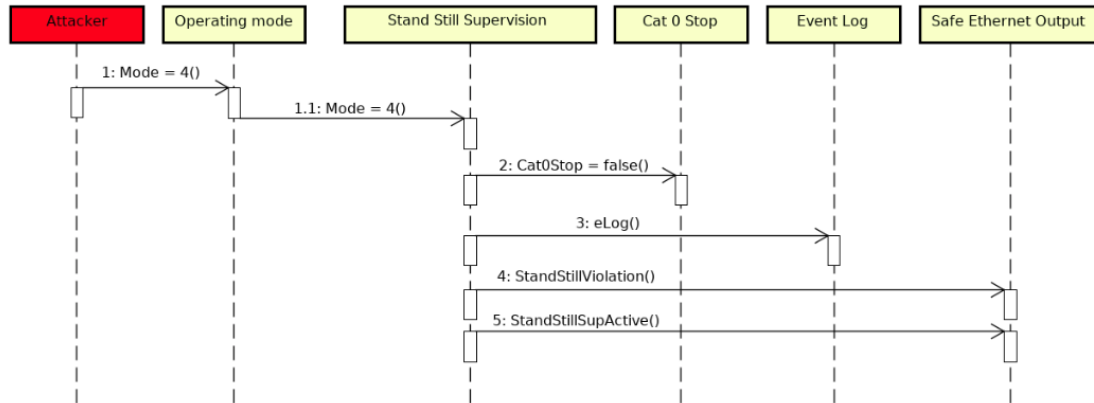 Attacker
Operating mode
Stand Still Supervision
Cat 0 Stop
Event Log
Safe Ethernet Output
1: Mode = 4()
1.1: Mode = 4()
2: Cat0Stop = false()
3: eLog()
4: StandStillViolation()
5: StandStillSupActive()